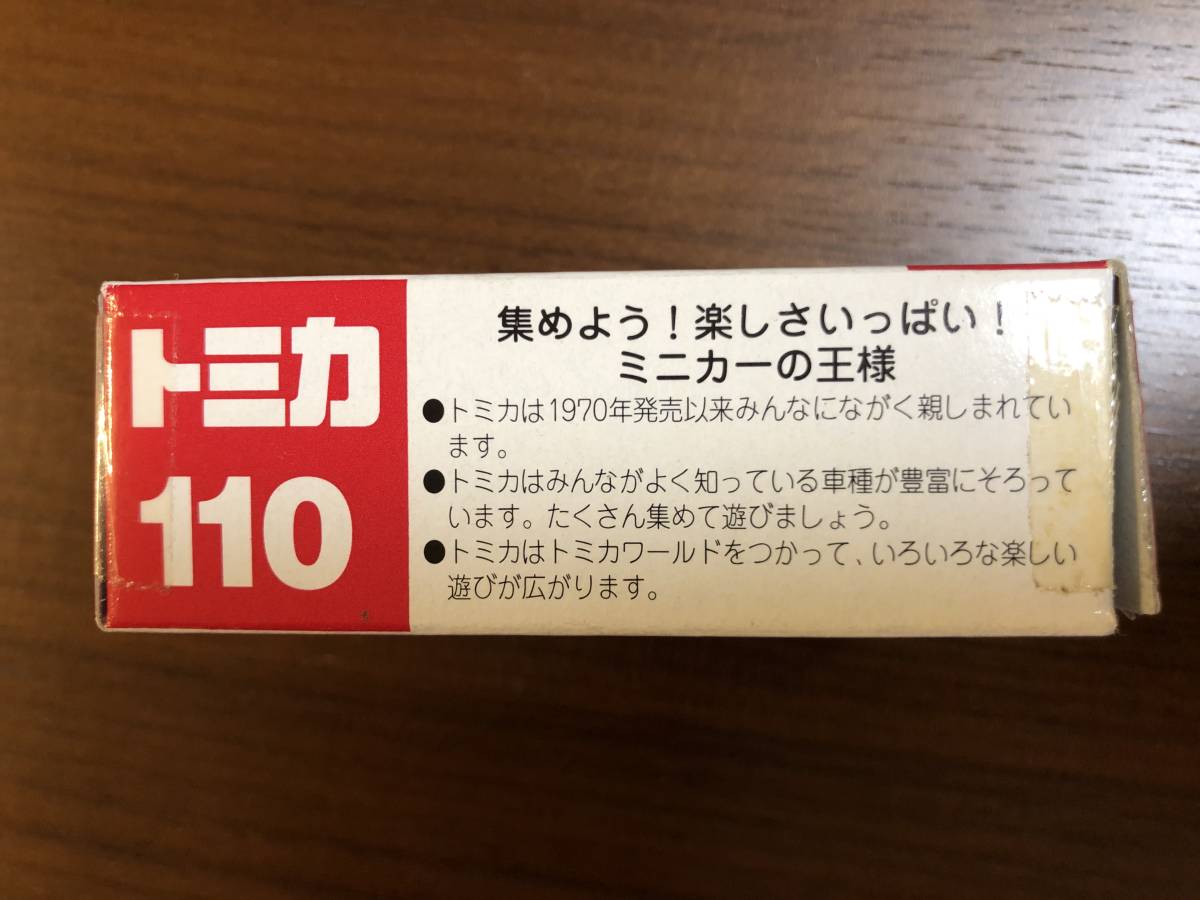 トミカ
110
集めよう！楽しさいっぱい！
ミニカーの王様
●トミカは1970年発売以来みんなにながく親しまれてい
ます。
●トミカはみんながよく知っている車種が豊富にそろって
います。たくさん集めて遊びましょう。
●トミカはトミカワールドをつかって、いろいろな楽しい
遊びが広がります。